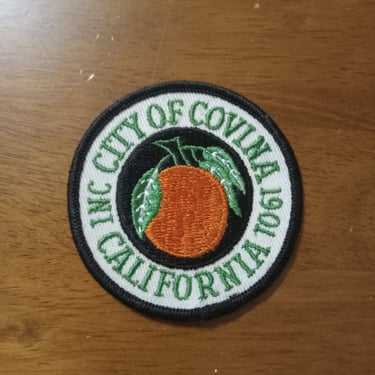 INC CITY OF COVINA 1901
CALIFORNIA